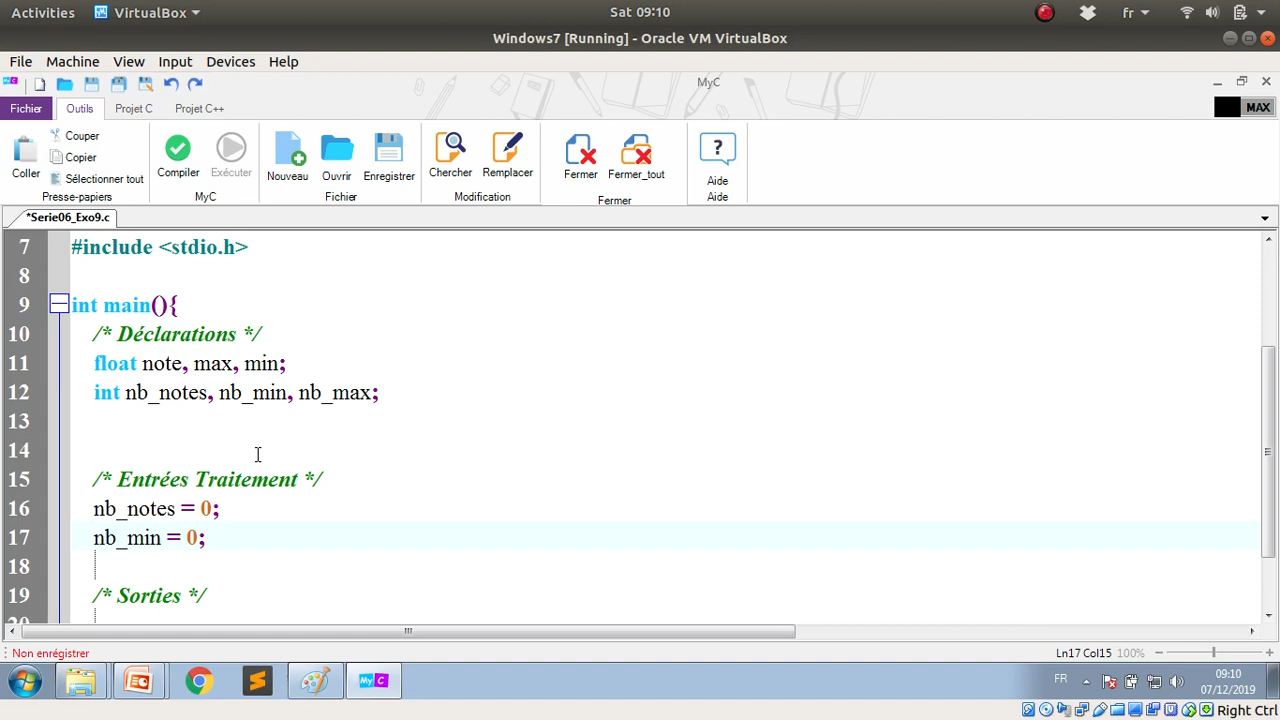 Activities VirtualBox Sat 09:10 fr
Windows7 [Running] - Oracle VM VirtualBox
File Machine View Input Devices Help
MyC
Fichier Outils Projet C Projet C++ MAX
Coller Couper Copier Sélectionner tout
Compiler Exécuter Nouveau Ouvrir Enregistrer Chercher Remplacer Fermer Fermer_tout ? Aide
Presse-papiers MyC Fichier Modification Fermer Aide
*Serie06_Exo9.c
7 #include <stdio.h>
8
9 int main(){
10 /* Déclarations */
11 float note, max, min;
12 int nb_notes, nb_min, nb_max;
13
14
15 /* Entrées Traitement */
16 nb_notes = 0;
17 nb_min = 0;
18
19 /* Sorties */
Non enregistré Ln17 Col15 100%
MyC FR 09:10
07/12/2019
Right Ctrl